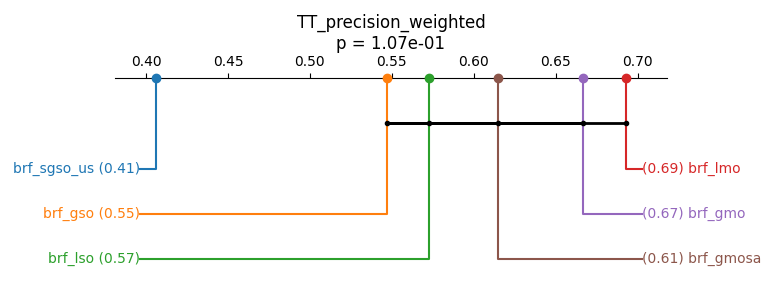 TT_precision_weighted
p = 1.07e-01
0.40 0.45 0.50 0.55 0.60 0.65 0.70
brf_sgso_us (0.41) (0.69) brf_lmo
brf_gso (0.55) (0.67) brf_gmo
brf_lso (0.57) (0.61) brf_gmosa